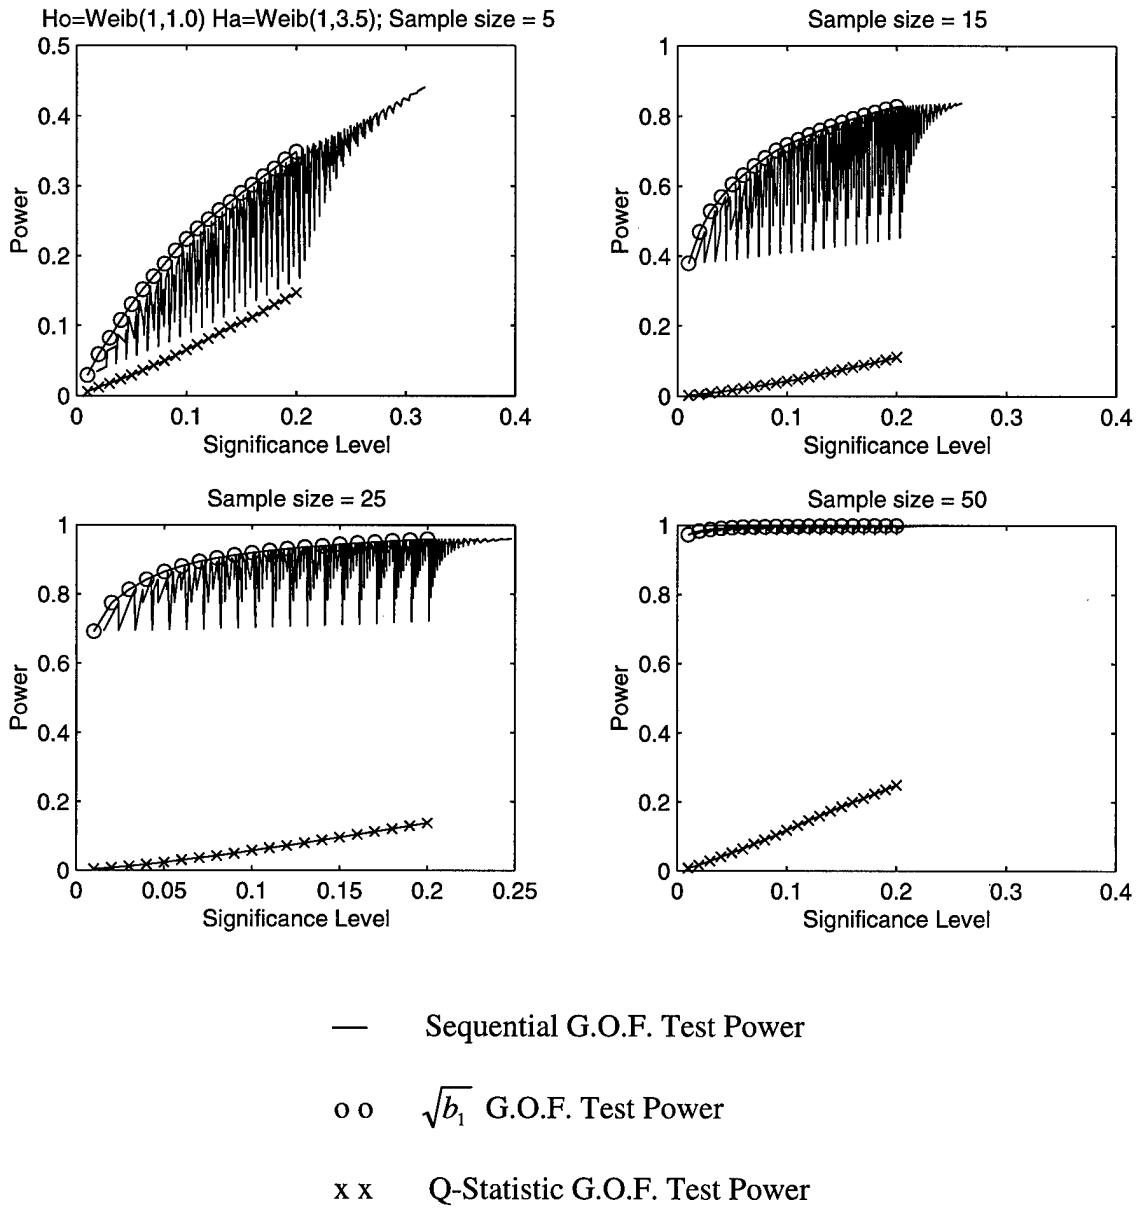 Ho=Weib(1,1.0) Ha=Weib(1,3.5); Sample size = 5
0.5
0.4
0.3
0.2
0.1
0
Power
0 0.1 0.2 0.3 0.4
Significance Level
Sample size = 15
1
0.8
0.6
0.4
0.2
0
Power
0 0.1 0.2 0.3 0.4
Significance Level
Sample size = 25
1
0.8
0.6
0.4
0.2
0
Power
0 0.05 0.1 0.15 0.2 0.25
Significance Level
Sample size = 50
1
0.8
0.6
0.4
0.2
0
Power
0 0.1 0.2 0.3 0.4
Significance Level
— Sequential G.O.F. Test Power
o o √b₁ G.O.F. Test Power
x x Q-Statistic G.O.F. Test Power